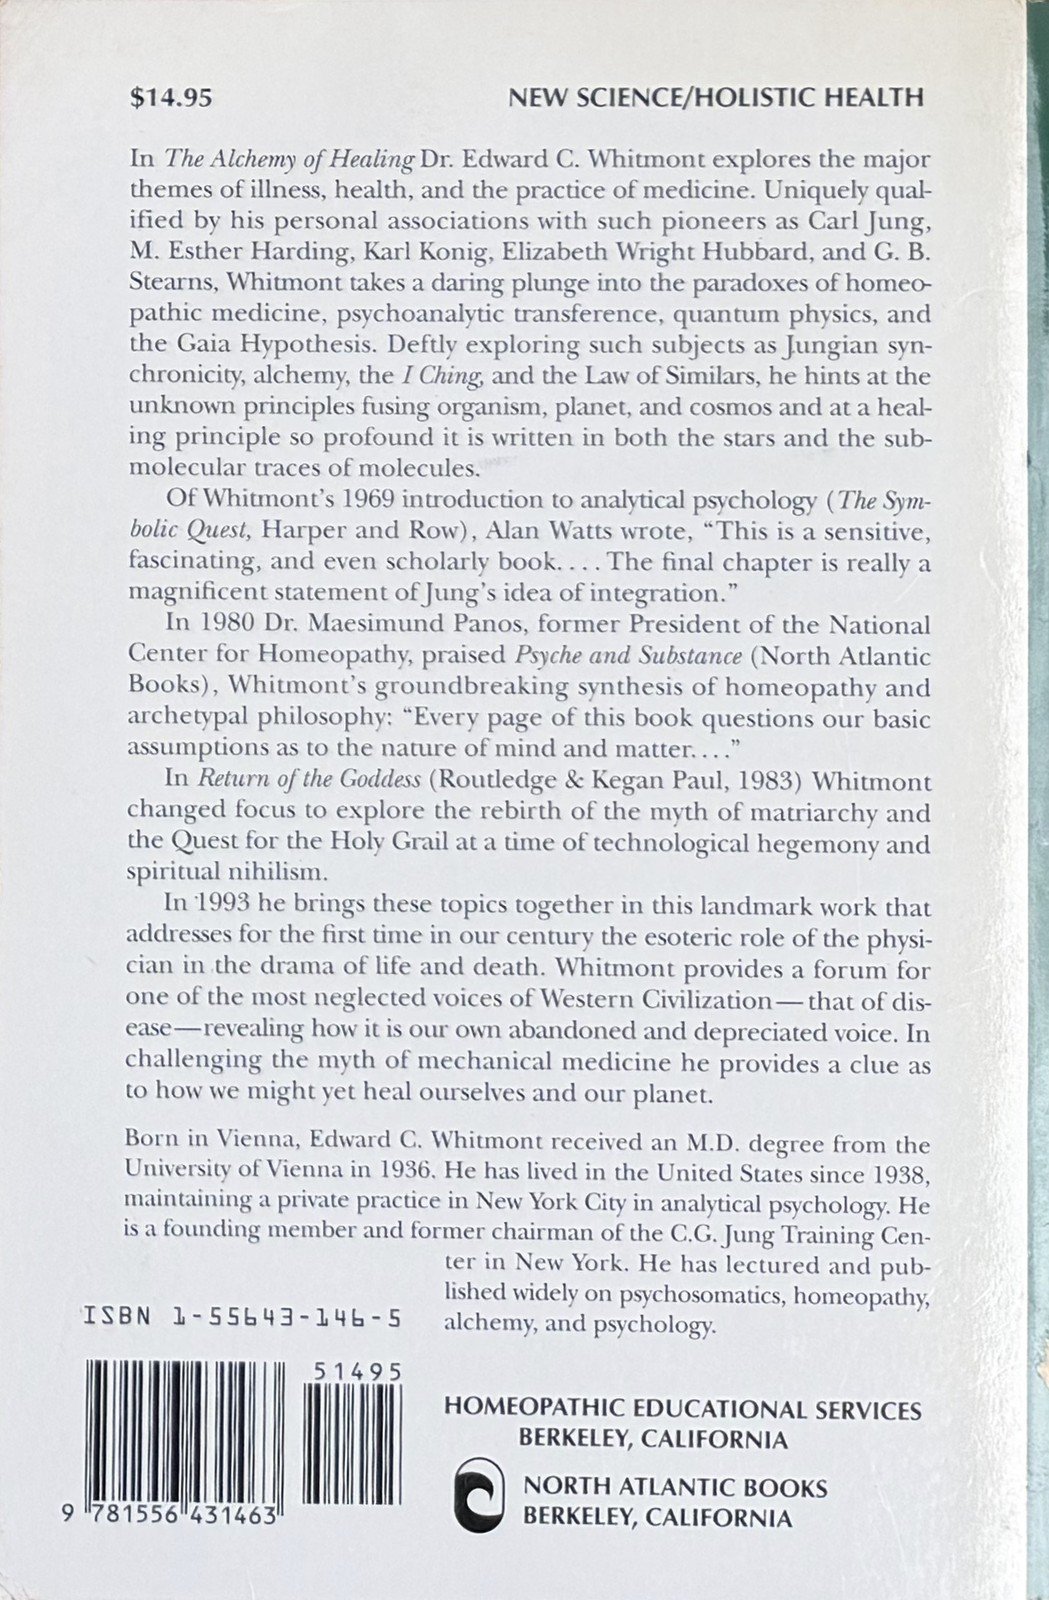 $14.95
NEW SCIENCE/HOLISTIC HEALTH
In The Alchemy of Healing Dr. Edward C. Whitmont explores the major
themes of illness, health, and the practice of medicine. Uniquely qual-
ified by his personal associations with such pioneers as Carl Jung,
M. Esther Harding, Karl Konig, Elizabeth Wright Hubbard, and G. B.
Stearns, Whitmont takes a daring plunge into the paradoxes of homeo-
pathic medicine, psychoanalytic transference, quantum physics, and
the Gaia Hypothesis. Deftly exploring such subjects as Jungian syn-
chronicity, alchemy, the I Ching, and the Law of Similars, he hints at the
unknown principles fusing organism, planet, and cosmos and at a heal-
ing principle so profound it is written in both the stars and the sub-
molecular traces of molecules.
Of Whitmont's 1969 introduction to analytical psychology (The Sym-
bolic Quest, Harper and Row), Alan Watts wrote, “This is a sensitive,
fascinating, and even scholarly book. . . . The final chapter is really a
magnificent statement of Jung's idea of integration.”
In 1980 Dr. Maesimund Panos, former President of the National
Center for Homeopathy, praised Psyche and Substance (North Atlantic
Books), Whitmont's groundbreaking synthesis of homeopathy and
archetypal philosophy: “Every page of this book questions our basic
assumptions as to the nature of mind and matter. . . .”
In Return of the Goddess (Routledge & Kegan Paul, 1983) Whitmont
changed focus to explore the rebirth of the myth of matriarchy and
the Quest for the Holy Grail at a time of technological hegemony and
spiritual nihilism.
In 1993 he brings these topics together in this landmark work that
addresses for the first time in our century the esoteric role of the physi-
cian in the drama of life and death. Whitmont provides a forum for
one of the most neglected voices of Western Civilization—that of dis-
ease—revealing how it is our own abandoned and depreciated voice. In
challenging the myth of mechanical medicine he provides a clue as
to how we might yet heal ourselves and our planet.
Born in Vienna, Edward C. Whitmont received an M.D. degree from the
University of Vienna in 1936. He has lived in the United States since 1938,
maintaining a private practice in New York City in analytical psychology. He
is a founding member and former chairman of the C.G. Jung Training Cen-
ter in New York. He has lectured and pub-
lished widely on psychosomatics, homeopathy,
alchemy, and psychology.
ISBN 1-55643-146-5
51495
9 781556 431463
HOMEOPATHIC EDUCATIONAL SERVICES
BERKELEY, CALIFORNIA
NORTH ATLANTIC BOOKS
BERKELEY, CALIFORNIA